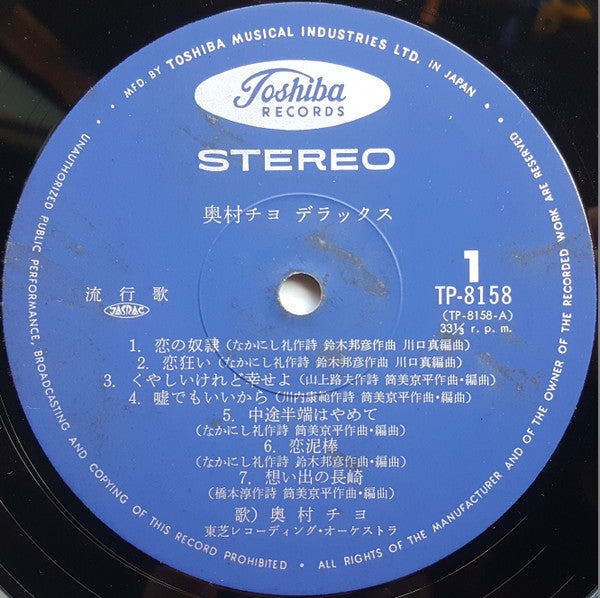 MFD. BY TOSHIBA MUSICAL INDUSTRIES LTD. IN JAPAN •
Toshiba
RECORDS
STEREO
奥村チヨ デラックス
1
流行歌
TP-8158
JASRAC
(TP-8158-A)
33⅓ r. p. m.
1. 恋の奴隷 (なかにし礼作詩 鈴木邦彦作曲 川口真編曲)
2. 恋狂い (なかにし礼作詩 鈴木邦彦作曲 川口真編曲)
3. くやしいけれど幸せよ (山上路夫作詩 筒美京平作曲・編曲)
4. 嘘でもいいから (川内康範作詩 筒美京平作曲・編曲)
5. 中途半端はやめて
(なかにし礼作詩 筒美京平作曲・編曲)
6. 恋泥棒
(なかにし礼作詩 鈴木邦彦作曲・編曲)
7. 想い出の長崎
(橋本淳作詩 筒美京平作曲・編曲)
歌) 奥村チヨ
東芝レコーディング・オーケストラ
UNAUTHORIZED PUBLIC PERFORMANCE, BROADCASTING AND COPYING OF THIS RECORD PROHIBITED • ALL RIGHTS OF THE MANUFACTURER AND OF THE OWNER OF THE RECORDED WORK ARE RESERVED